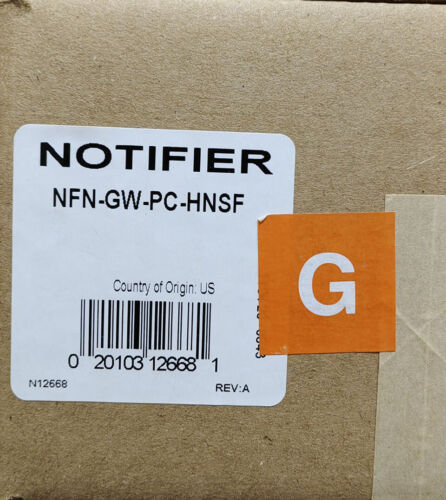 NOTIFIER
NFN-GW-PC-HNSF
G
Country of Origin: US
0 20103 12668 1
N12668
REV:A